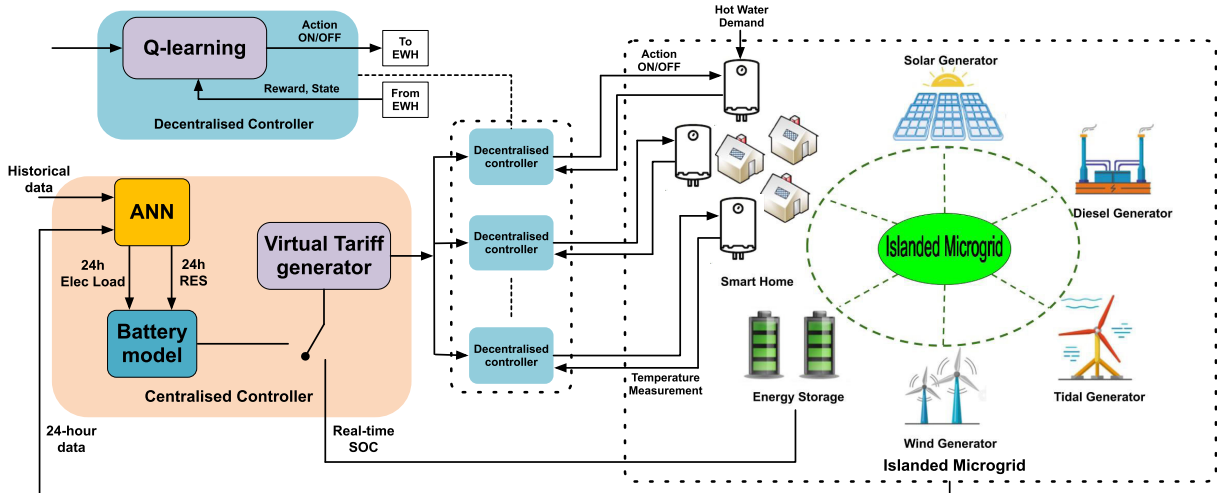 Q-learning
Action
ON/OFF
To
EWH
Reward, State
From
EWH
Decentralised Controller
Historical
data
ANN
24h
Elec Load
24h
RES
Battery
model
Virtual Tariff
generator
Centralised Controller
24-hour
data
Real-time
SOC
Decentralised
controller
Decentralised
controller
Decentralised
controller
Hot Water
Demand
Action
ON/OFF
Smart Home
Temperature
Measurement
Energy Storage
Solar Generator
Diesel Generator
Islanded Microgrid
Tidal Generator
Wind Generator
Islanded Microgrid